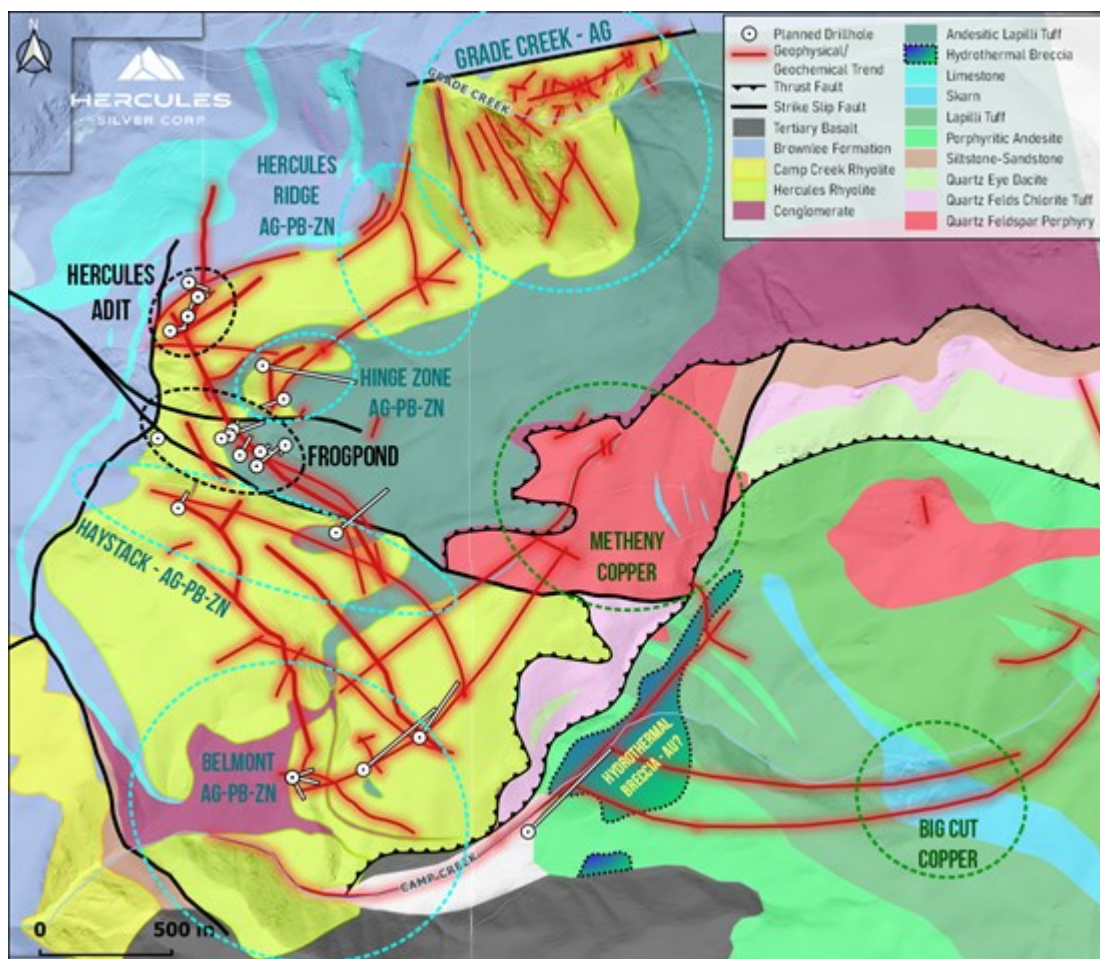 N
HERCULES
SILVER CORP
GRADE CREEK - AG
GRADE CREEK
HERCULES
RIDGE
AG-PB-ZN
HERCULES
ADIT
HINGE ZONE
AG-PB-ZN
FROGPOND
HAYSTACK - AG-PB-ZN
METHENY
COPPER
BELMONT
AG-PB-ZN
HYDROTHERMAL
BRECCIA - AU?
BIG CUT
COPPER
CAMP CREEK
0 500 m
Planned Drillhole
Geophysical/
Geochemical Trend
Thrust Fault
Strike Slip Fault
Tertiary Basalt
Brownlee Formation
Camp Creek Rhyolite
Hercules Rhyolite
Conglomerate
Andesitic Lapilli Tuff
Hydrothermal Breccia
Limestone
Skarn
Lapilli Tuff
Porphyritic Andesite
Siltstone-Sandstone
Quartz Eye Dacite
Quartz Felds Chlorite Tuff
Quartz Feldspar Porphyry